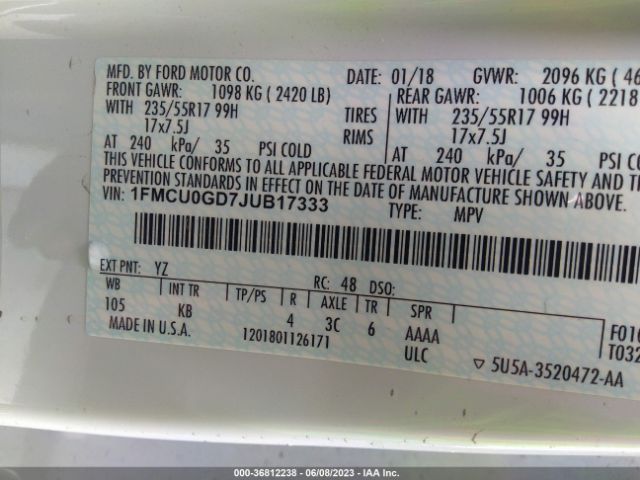 MFD. BY FORD MOTOR CO. DATE: 01/18 GVWR: 2096 KG ( 46
FRONT GAWR: 1098 KG ( 2420 LB) REAR GAWR: 1006 KG ( 2218
WITH 235/55R17 99H TIRES WITH 235/55R17 99H
17x7.5J RIMS 17x7.5J
AT 240 kPa/ 35 PSI COLD AT 240 kPa/ 35 PSI CO
THIS VEHICLE CONFORMS TO ALL APPLICABLE FEDERAL MOTOR VEHICLE SAFETY AND T
PREVENTION STANDARDS IN EFFECT ON THE DATE OF MANUFACTURE SHOWN ABOVE.
VIN: 1FMCU0GD7JUB17333 TYPE: MPV
EXT PNT: YZ RC: 48 DSO:
WB INT TR TP/PS R AXLE TR SPR
105 KB 4 3C 6 AAAA F016
MADE IN U.S.A. 1201801126171 ULC T032
5U5A-3520472-AA
000-36812238 - 06/08/2023 - IAA Inc.